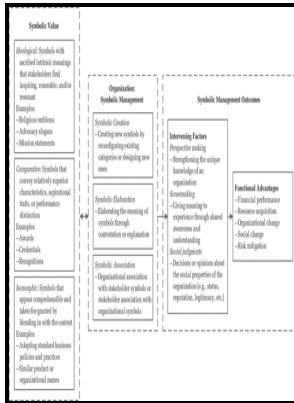 Symbolic Value
Ideological: Symbols with
ascribed intrinsic meanings
that stakeholders find
inspiring, venerable, and/or
resonant
Examples:
–Religious emblems
–Advocacy slogans
–Mission statements
Comparative: Symbols that
convey relatively superior
characteristics, aspirational
traits, or performance
distinction
Examples:
–Awards
–Credentials
–Recognitions
Isomorphic: Symbols that
appear comprehensible and
taken-for-granted by
blending in with the context
Examples:
–Adopting standard business
policies and practices
–Similar product or
organizational names
Organization:
Symbolic Management
Symbolic Creation
–Creating new symbols by
reconfiguring existing
categories or designing new
ones
Symbolic Elaboration
–Elaborating the meaning of
symbols through
contestation or explanation
Symbolic Association
–Organizational association
with stakeholder symbols or
stakeholder association with
organizational symbols
Symbolic Management Outcomes
Intervening Factors
Perspective making
–Strengthening the unique
knowledge of an
organization
Sensemaking
–Giving meaning to
experience through shared
awareness and
understanding
Social judgments
–Decisions or opinions about
the social properties of the
organization (e.g., status,
reputation, legitimacy, etc.)
Functional Advantages
–Financial performance
–Resource acquisition
–Organizational change
–Social change
–Risk mitigation